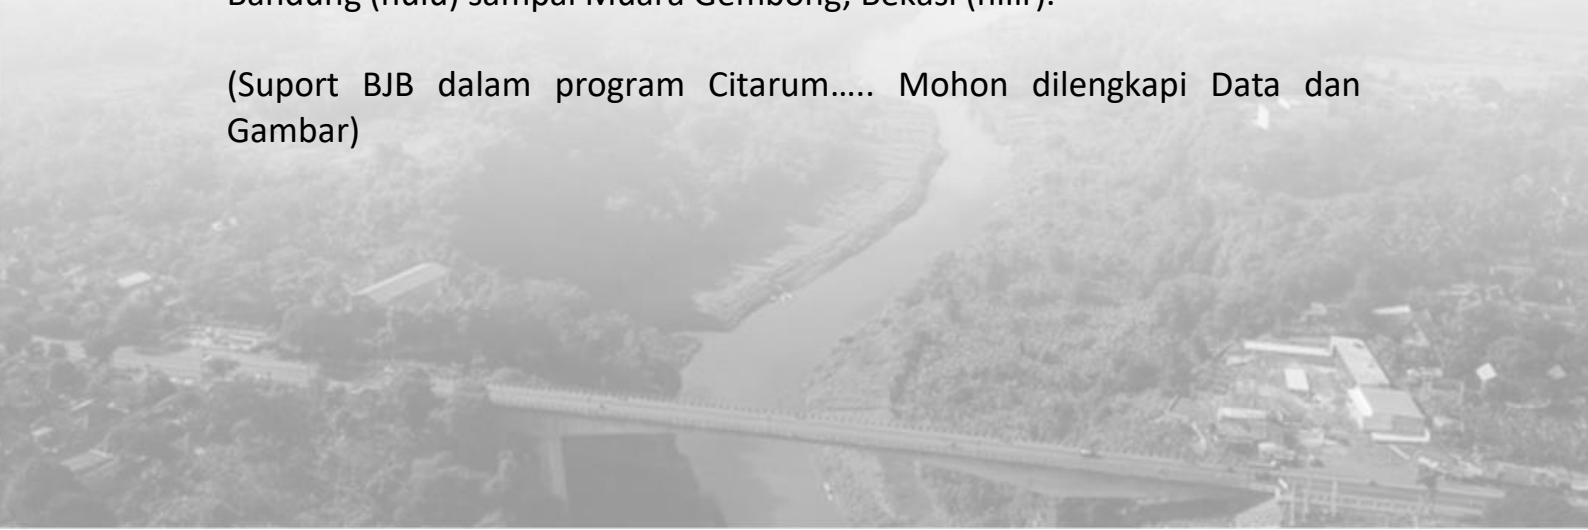 Bandung (hulu) sampai Muara Gembong, Bekasi (hilir).
(Suport BJB dalam program Citarum..... Mohon dilengkapi Data dan
Gambar)